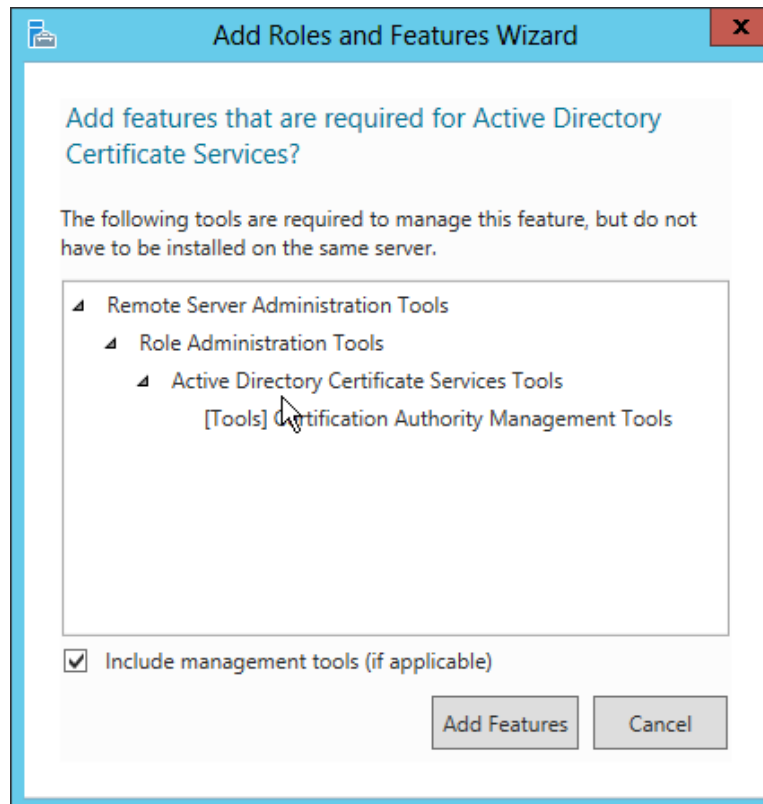 Add Roles and Features Wizard
x
Add features that are required for Active Directory
Certificate Services?
The following tools are required to manage this feature, but do not
have to be installed on the same server.
Remote Server Administration Tools
Role Administration Tools
Active Directory Certificate Services Tools
[Tools] Certification Authority Management Tools
Include management tools (if applicable)
Add Features
Cancel